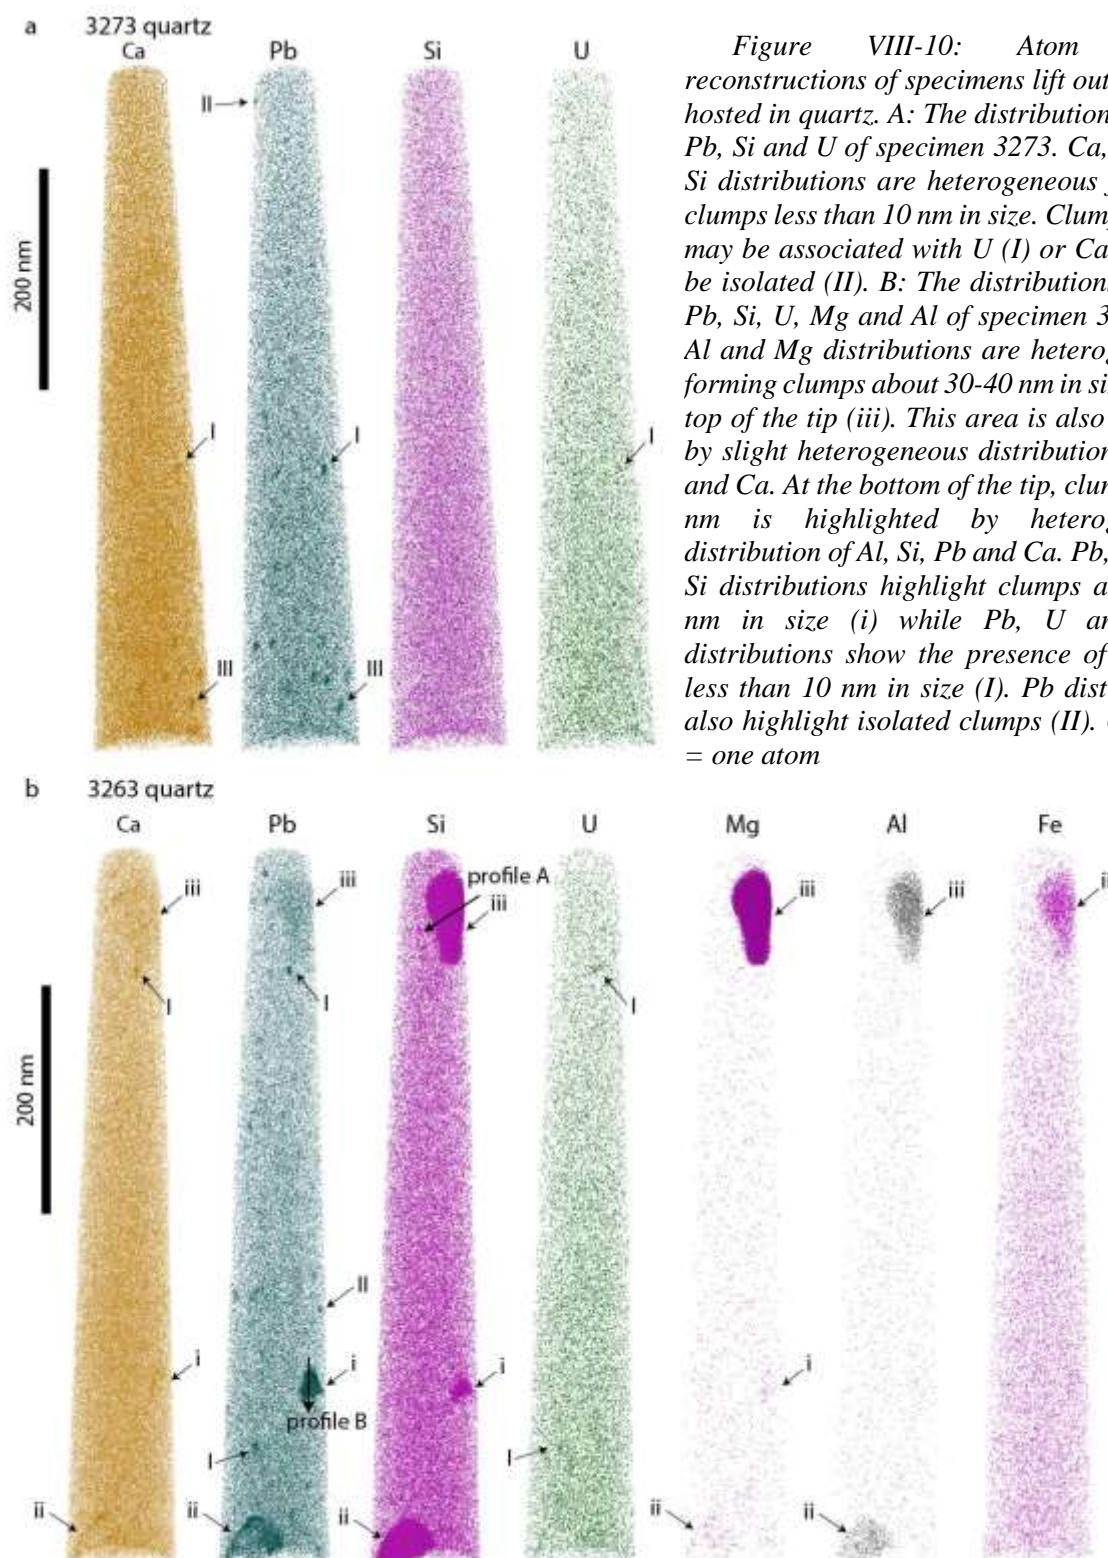 a
3273 quartz
Ca Pb Si U
II
200 nm
I I I
III III
Figure VIII-10: Atom
reconstructions of specimens lift out
hosted in quartz. A: The distribution
Pb, Si and U of specimen 3273. Ca,
Si distributions are heterogeneous
clumps less than 10 nm in size. Clump
may be associated with U (I) or Ca
be isolated (II). B: The distribution
Pb, Si, U, Mg and Al of specimen 3
Al and Mg distributions are heterog
forming clumps about 30-40 nm in si
top of the tip (iii). This area is also
by slight heterogeneous distribution
and Ca. At the bottom of the tip, clum
nm is highlighted by heterog
distribution of Al, Si, Pb and Ca. Pb,
Si distributions highlight clumps a
nm in size (i) while Pb, U an
distributions show the presence of
less than 10 nm in size (I). Pb dist
also highlight isolated clumps (II).
= one atom
b
3263 quartz
Ca Pb Si U Mg Al Fe
iii iii profile A iii iii iii ii
I I I
200 nm
II
i i i i
profile B
I I
ii ii ii ii ii